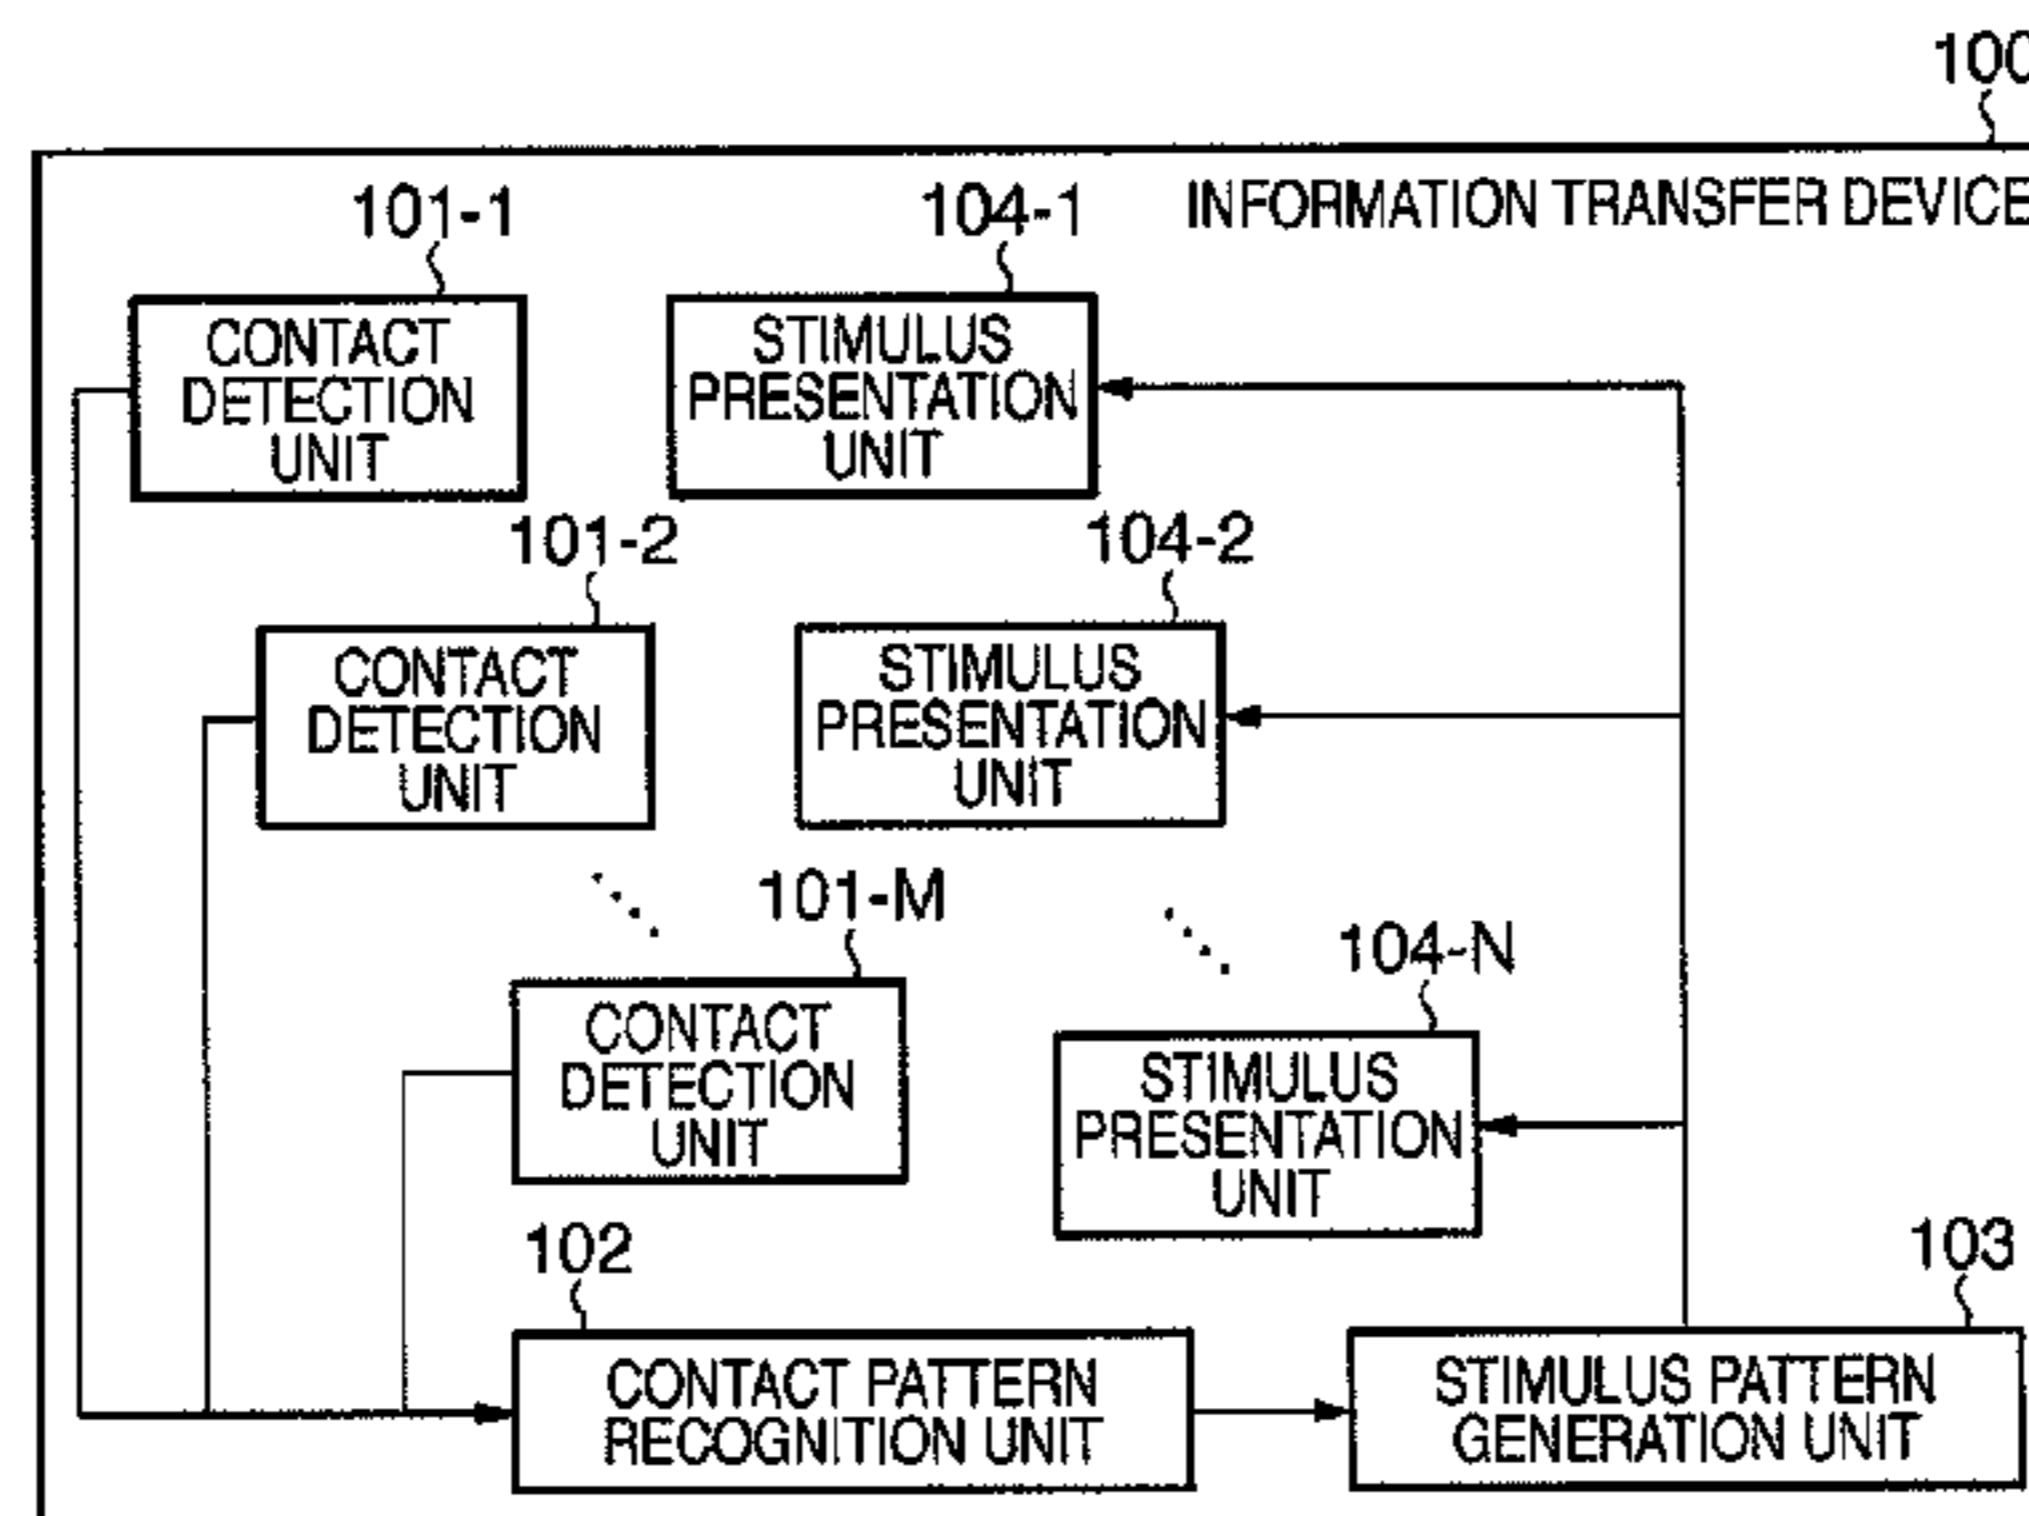 100
INFORMATION TRANSFER DEVICE
101-1
104-1
CONTACT
DETECTION
UNIT
STIMULUS
PRESENTATION
UNIT
101-2
104-2
CONTACT
DETECTION
UNIT
STIMULUS
PRESENTATION
UNIT
101-M
104-N
CONTACT
DETECTION
UNIT
STIMULUS
PRESENTATION
UNIT
102
103
CONTACT PATTERN
RECOGNITION UNIT
STIMULUS PATTERN
GENERATION UNIT